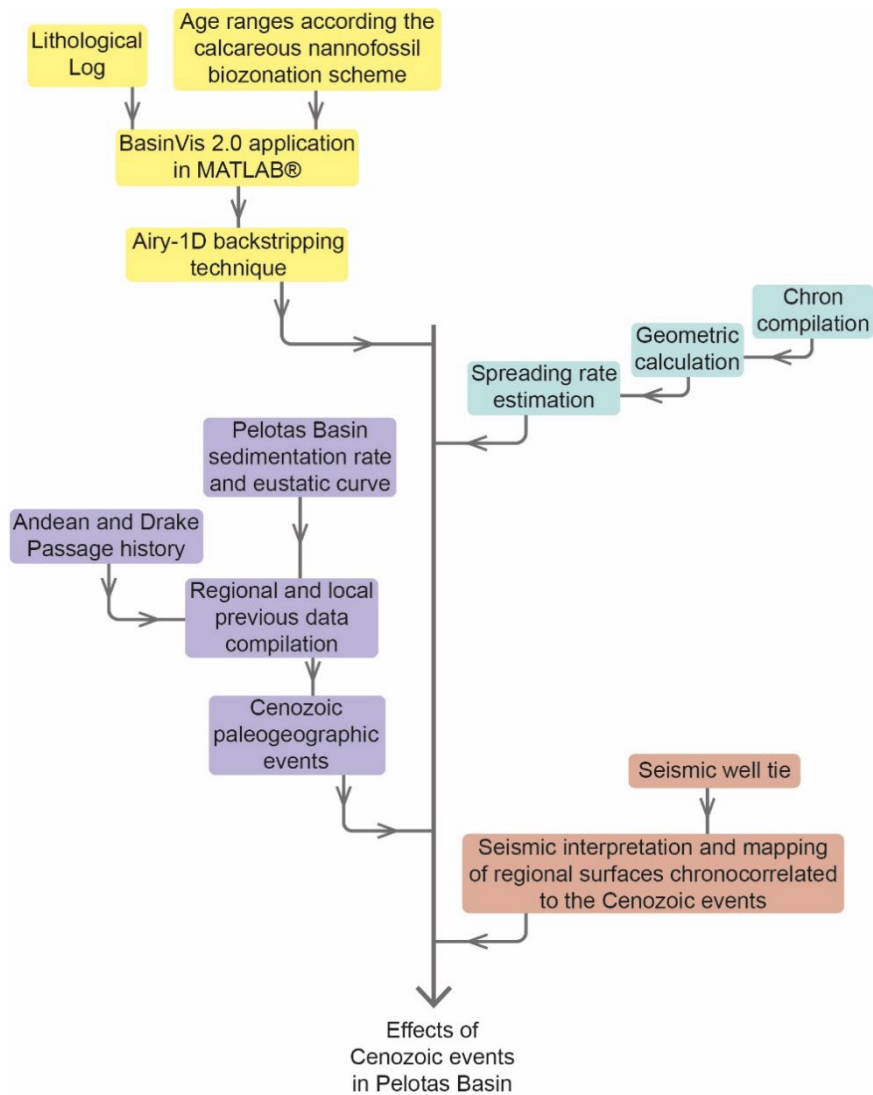 Lithological
Log
Age ranges according the
calcareous nannofossil
biozonation scheme
BasinVis 2.0 application
in MATLAB®
Airy-1D backstripping
technique
Chron
compilation
Geometric
calculation
Spreading rate
estimation
Pelotas Basin
sedimentation rate
and eustatic curve
Andean and Drake
Passage history
Regional and local
previous data
compilation
Cenozoic
paleogeographic
events
Seismic well tie
Seismic interpretation and mapping
of regional surfaces chronocorrelated
to the Cenozoic events
Effects of
Cenozoic events
in Pelotas Basin